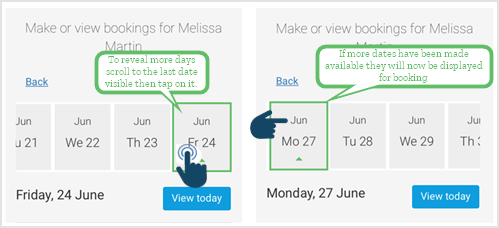 Make or view bookings for Melissa
Martin
To reveal more days
scroll to the last date
visible then tap on it.
Back
Jun Jun Jun Jun
u 21 We 22 Th 23 Fr 24
Friday, 24 June View today
Make or view bookings for Melissa
Martin
If more dates have been made
available they will now be displayed
for booking
Back
Jun Jun Jun Jun
Mo 27 Tu 28 We 29 Th 3
Monday, 27 June View today